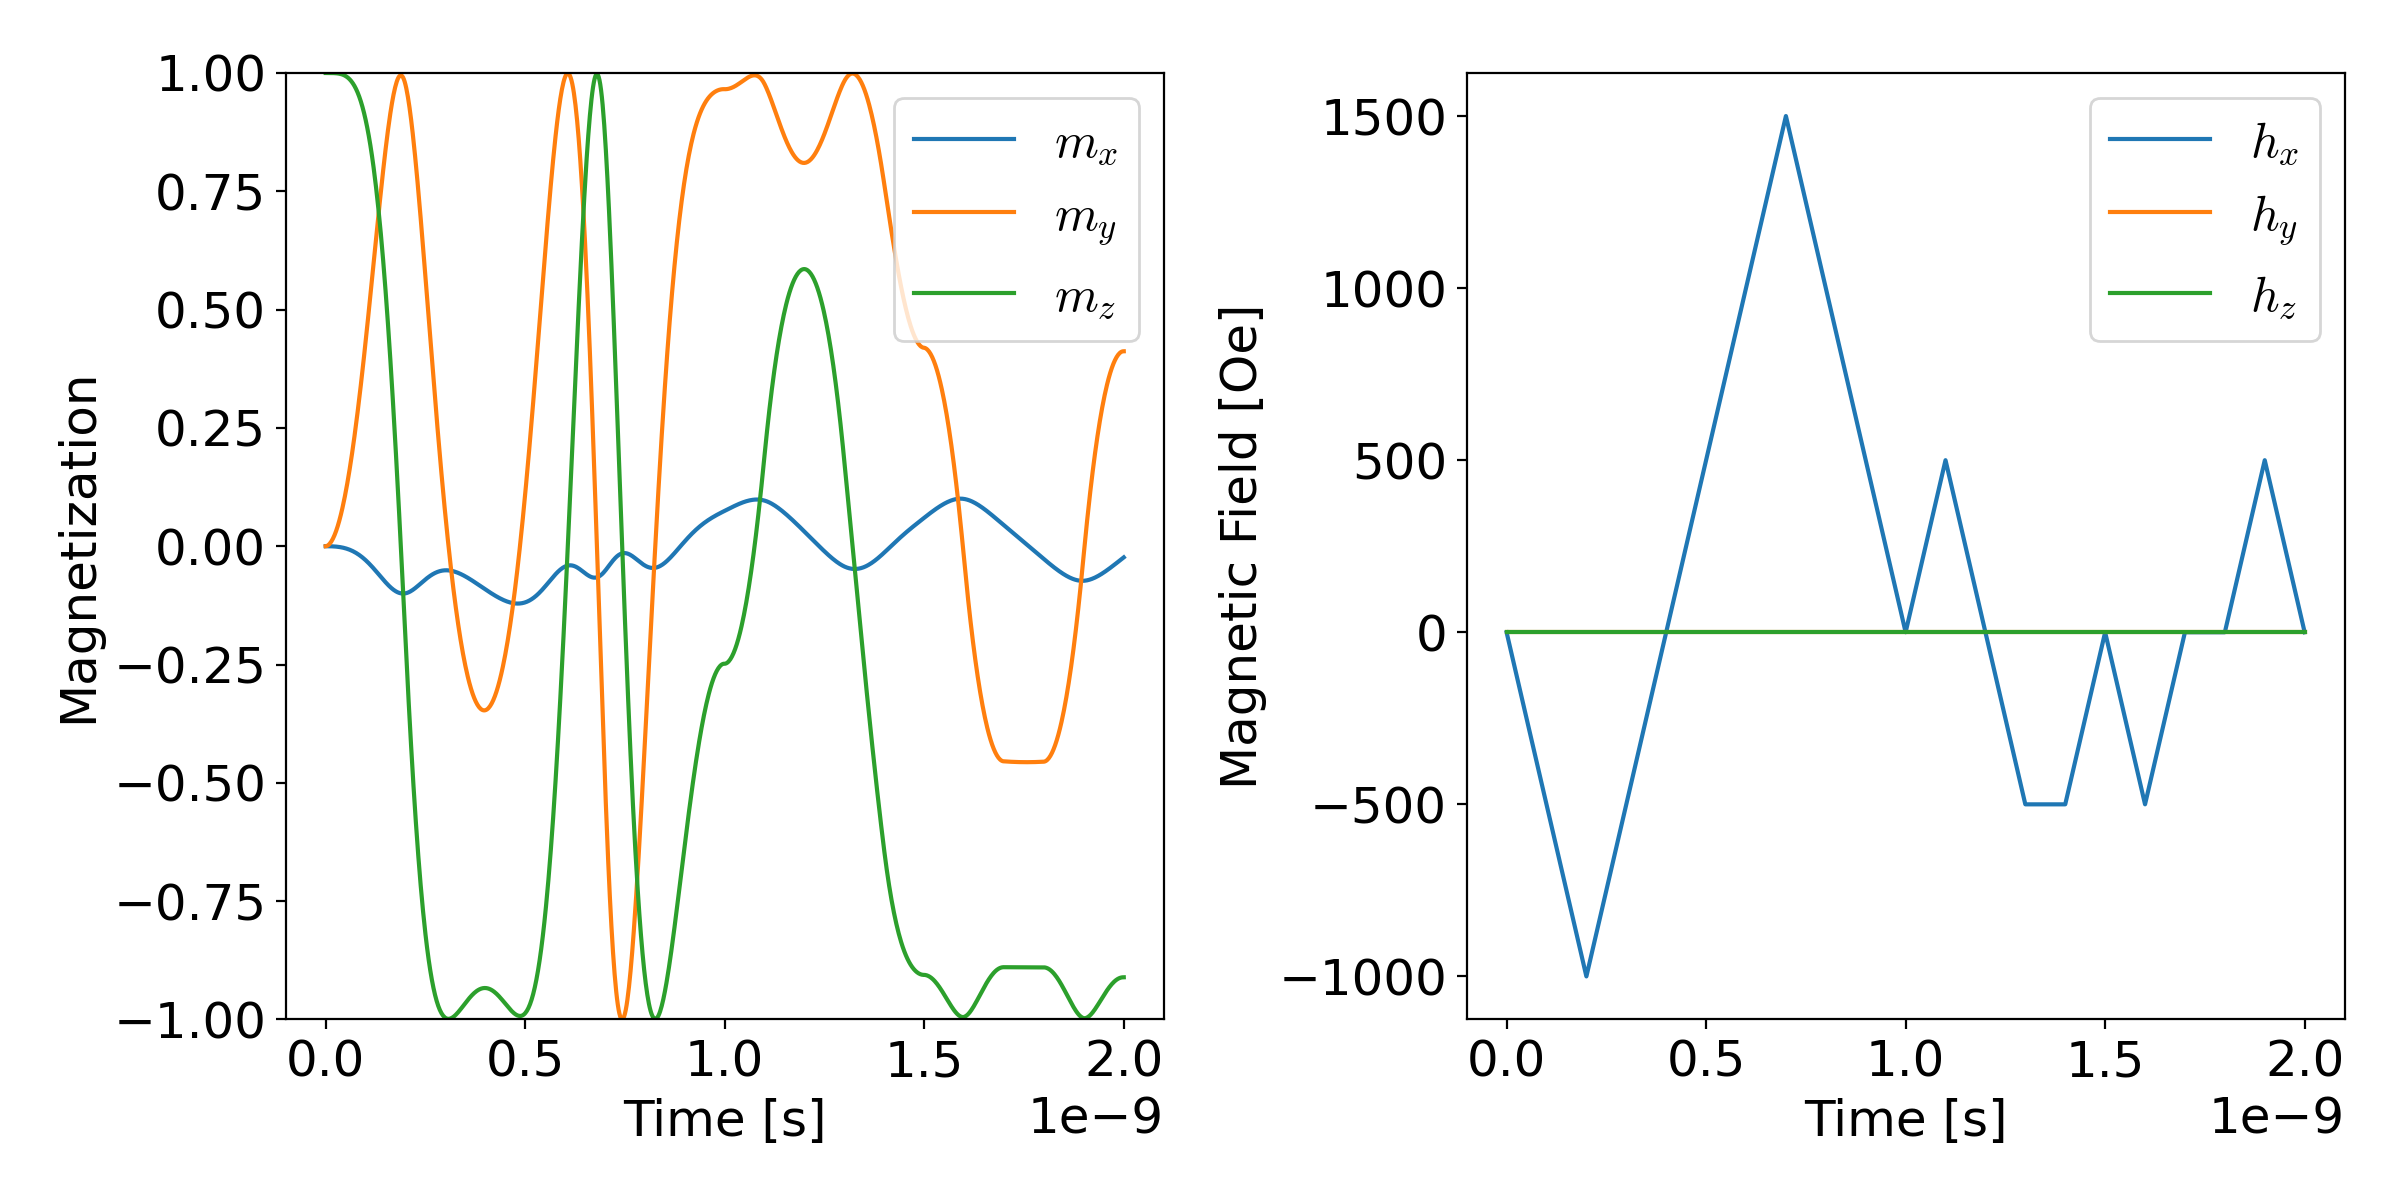 Magnetization
1.00
0.75
0.50
0.25
0.00
−0.25
−0.50
−0.75
−1.00
0.0 0.5 1.0 1.5 2.0
Time [s]
1e−9
m_x
m_y
m_z
Magnetic Field [Oe]
1500
1000
500
0
−500
−1000
0.0 0.5 1.0 1.5 2.0
Time [s]
1e−9
h_x
h_y
h_z